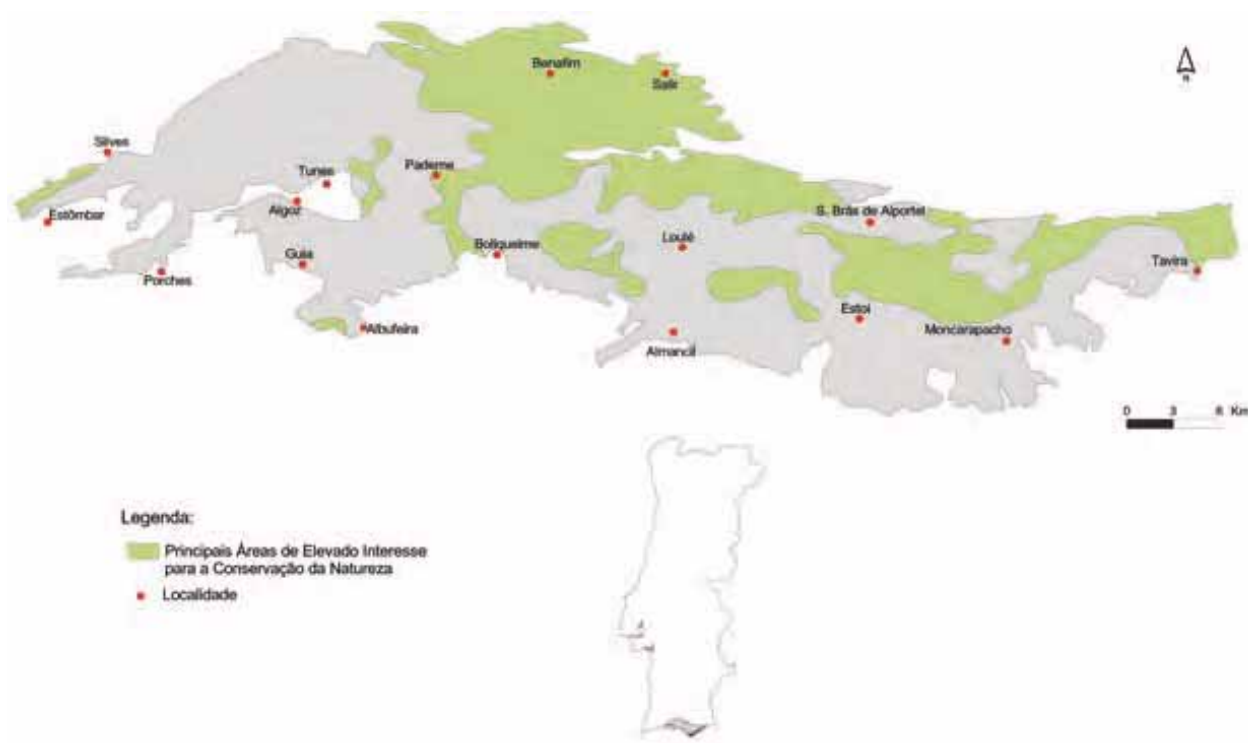 Benafim
Salir
N
Silves
Tunes
Paderne
Estômbar
Algoz
S. Brás de Alportel
Guia
Boliqueime
Loulé
Tavira
Porches
Albufeira
Estoi
Moncarapacho
Almancil
0 3 6 Km
Legenda:
Principais Áreas de Elevado Interesse
para a Conservação da Natureza
Localidade